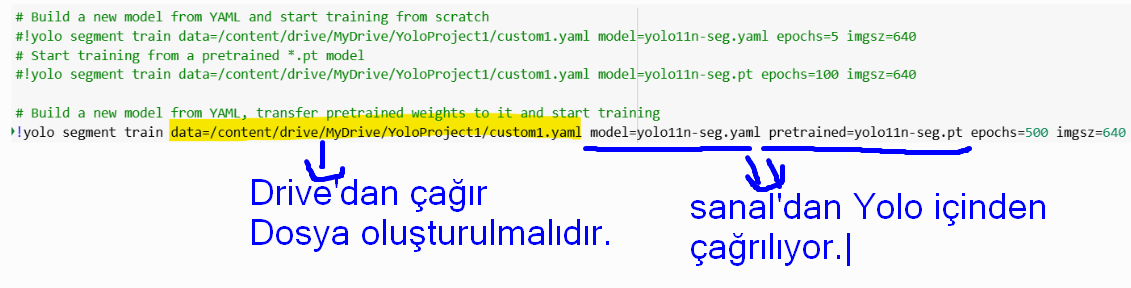 # Build a new model from YAML and start training from scratch
#!yolo segment train data=/content/drive/MyDrive/YoloProject1/custom1.yaml model=yolo11n-seg.yaml epochs=5 imgsz=640
# Start training from a pretrained *.pt model
#!yolo segment train data=/content/drive/MyDrive/YoloProject1/custom1.yaml model=yolo11n-seg.pt epochs=100 imgsz=640
# Build a new model from YAML, transfer pretrained weights to it and start training
!yolo segment train data=/content/drive/MyDrive/YoloProject1/custom1.yaml model=yolo11n-seg.yaml pretrained=yolo11n-seg.pt epochs=500 imgsz=640
Drive'dan çağır
Dosya oluşturulmalıdır.
sanal'dan Yolo içinden
çağrılıyor.